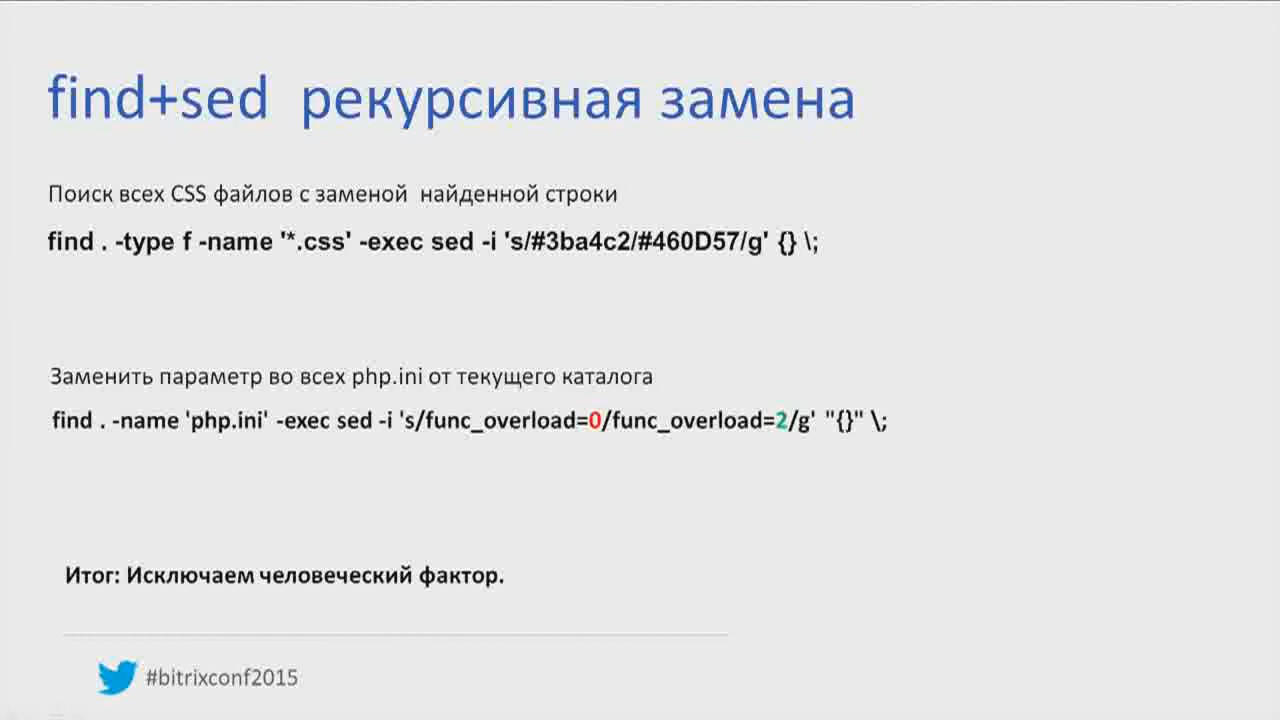 find+sed рекурсивная замена
Поиск всех CSS файлов с заменой найденной строки
find . -type f -name '*.css' -exec sed -i 's/#3ba4c2/#460D57/g' {} \;
Заменить параметр во всех php.ini от текущего каталога
find . -name 'php.ini' -exec sed -i 's/func_overload=0/func_overload=2/g' "{}" \;
Итог: Исключаем человеческий фактор.
#bitrixconf2015